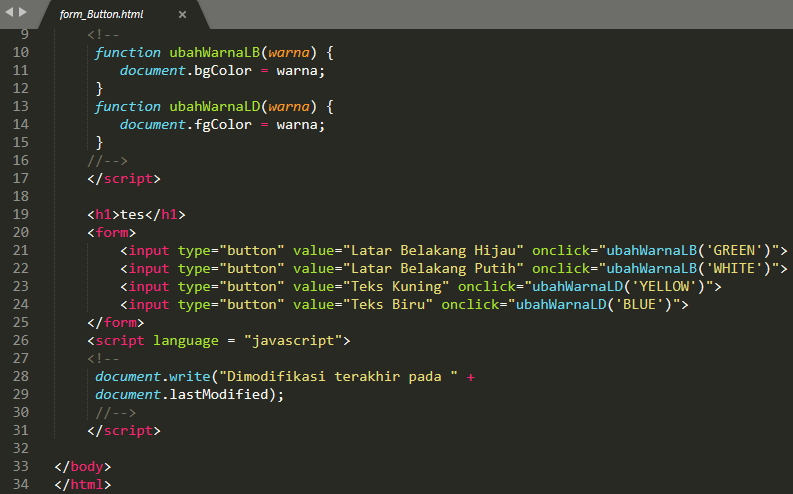 form_Button.html ×
9 <!--
10 function ubahWarnaLB(warna) {
11 document.bgColor = warna;
12 }
13 function ubahWarnaLD(warna) {
14 document.fgColor = warna;
15 }
16 //-->
17 </script>
18
19 <h1>tes</h1>
20 <form>
21 <input type="button" value="Latar Belakang Hijau" onclick="ubahWarnaLB('GREEN')">
22 <input type="button" value="Latar Belakang Putih" onclick="ubahWarnaLB('WHITE')">
23 <input type="button" value="Teks Kuning" onclick="ubahWarnaLD('YELLOW')">
24 <input type="button" value="Teks Biru" onclick="ubahWarnaLD('BLUE')">
25 </form>
26 <script language = "javascript">
27 <!--
28 document.write("Dimodifikasi terakhir pada " +
29 document.lastModified);
30 //-->
31 </script>
32
33 </body>
34 </html>